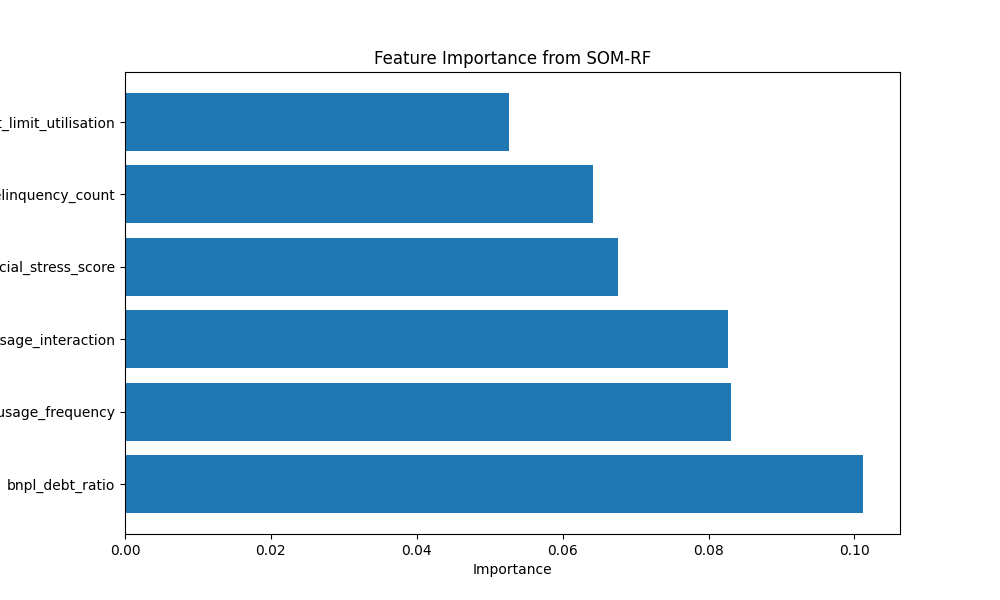 Feature Importance from SOM-RF
t_limit_utilisation
elinquency_count
cial_stress_score
sage_interaction
usage_frequency
bnpl_debt_ratio
0.00 0.02 0.04 0.06 0.08 0.10
Importance